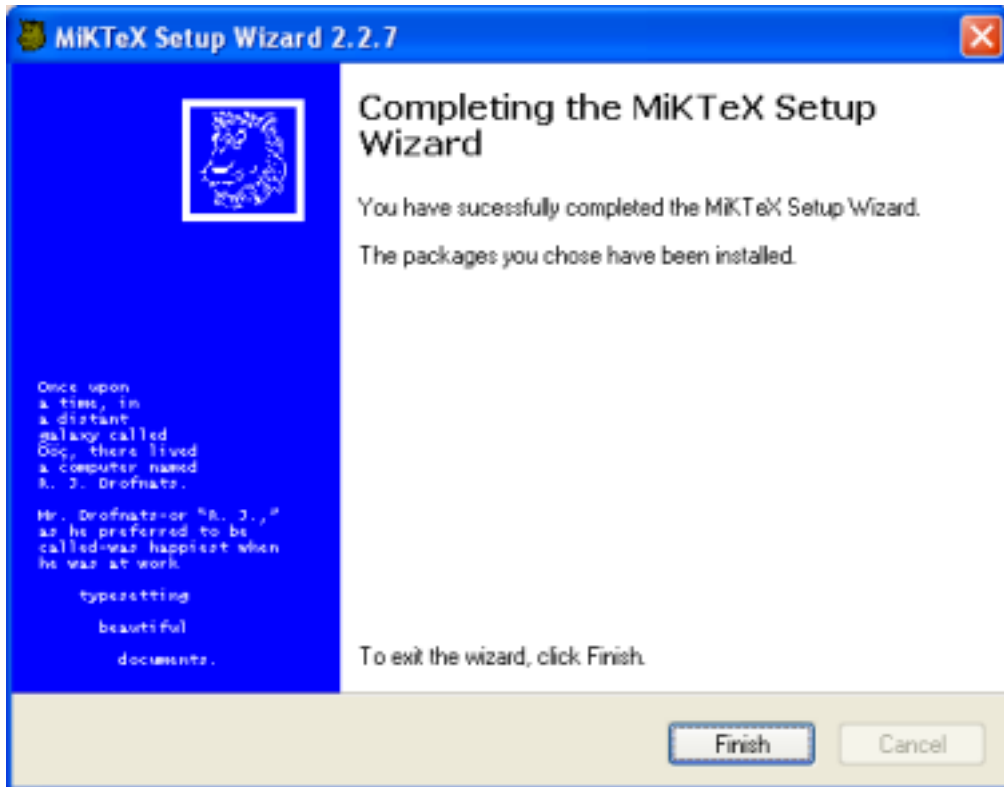 MiKTeX Setup Wizard 2.2.7
Completing the MiKTeX Setup
Wizard
You have sucessfully completed the MiKTeX Setup Wizard.
The packages you chose have been installed.
Once upon
a time, in
a distant
galaxy called
Ööç, there lived
a computer named
R. J. Drofnats.
Mr. Drofnats-or "R. J.,"
as he preferred to be
called-was happiest when
he was at work
typesetting
beautiful
documents.
To exit the wizard, click Finish.
Finish
Cancel